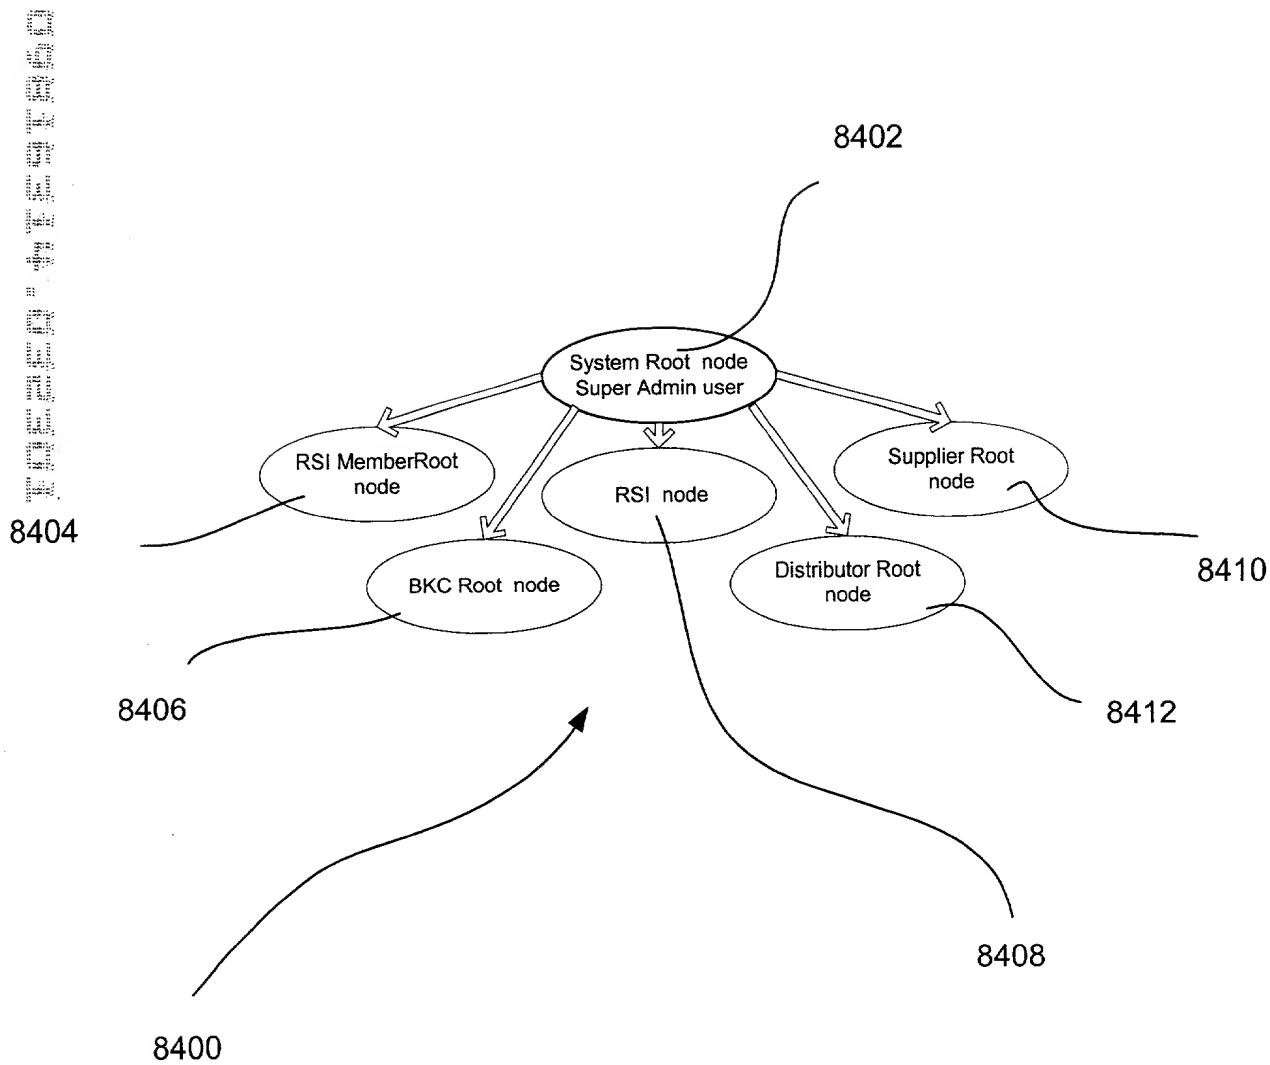 8402
System Root node
Super Admin user
RSI MemberRoot
node
Supplier Root
node
RSI node
8404
BKC Root node
Distributor Root
node
8410
8406
8412
8408
8400